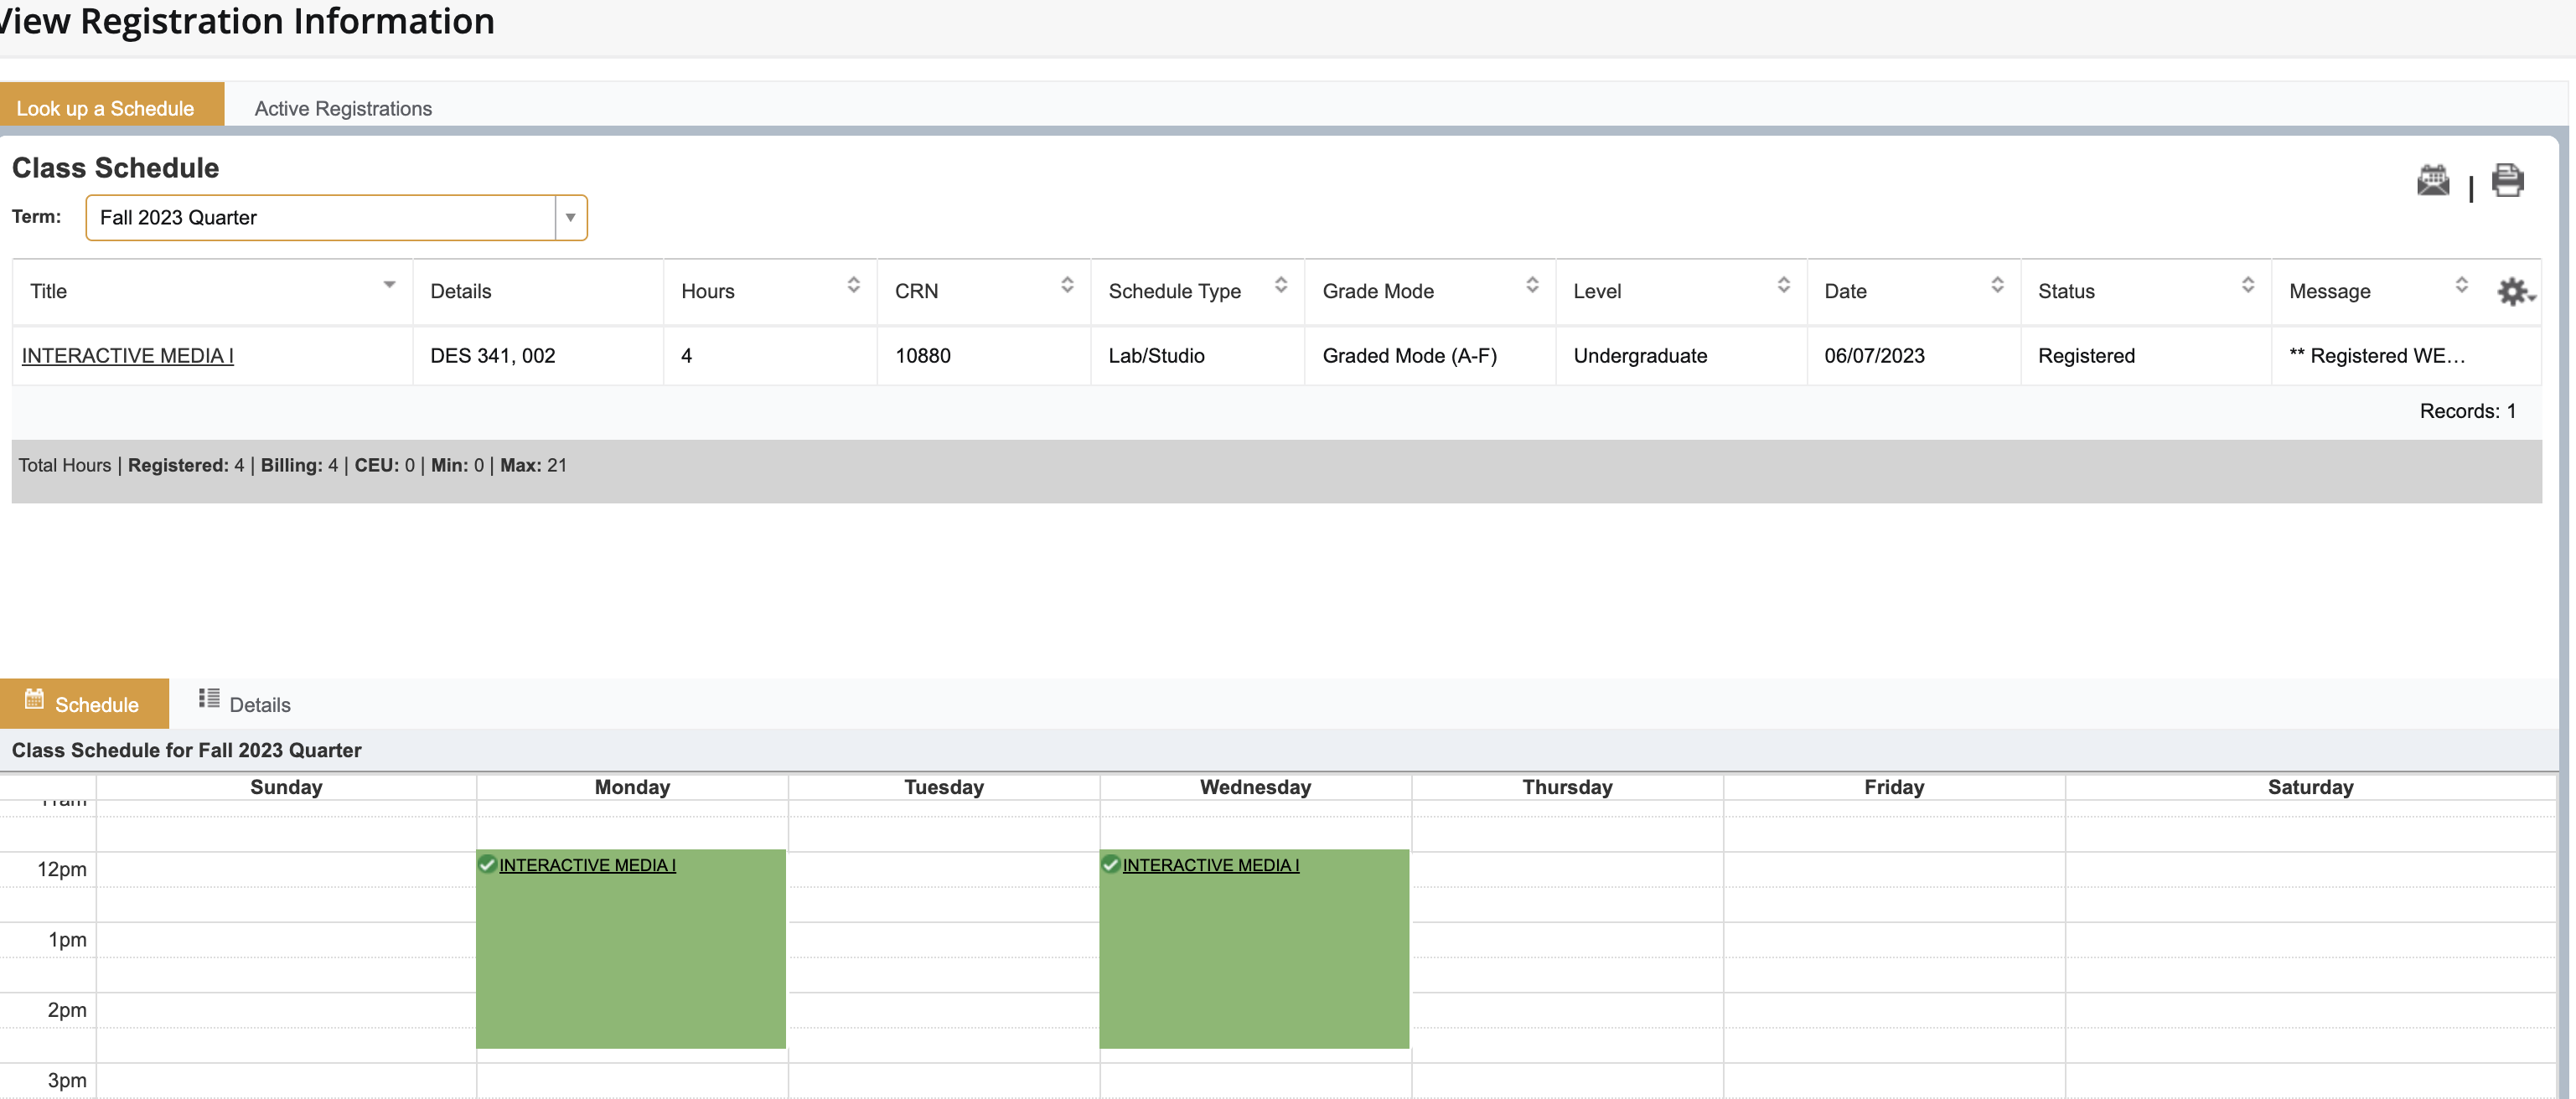 View Registration Information
Look up a Schedule Active Registrations
Class Schedule
Term: Fall 2023 Quarter
Title Details Hours CRN Schedule Type Grade Mode Level Date Status Message
INTERACTIVE MEDIA I DES 341, 002 4 10880 Lab/Studio Graded Mode (A-F) Undergraduate 06/07/2023 Registered ** Registered WE...
Records: 1
Total Hours | Registered: 4 | Billing: 4 | CEU: 0 | Min: 0 | Max: 21
Schedule Details
Class Schedule for Fall 2023 Quarter
Sunday Monday Tuesday Wednesday Thursday Friday Saturday
11am
12pm INTERACTIVE MEDIA I INTERACTIVE MEDIA I
1pm
2pm
3pm